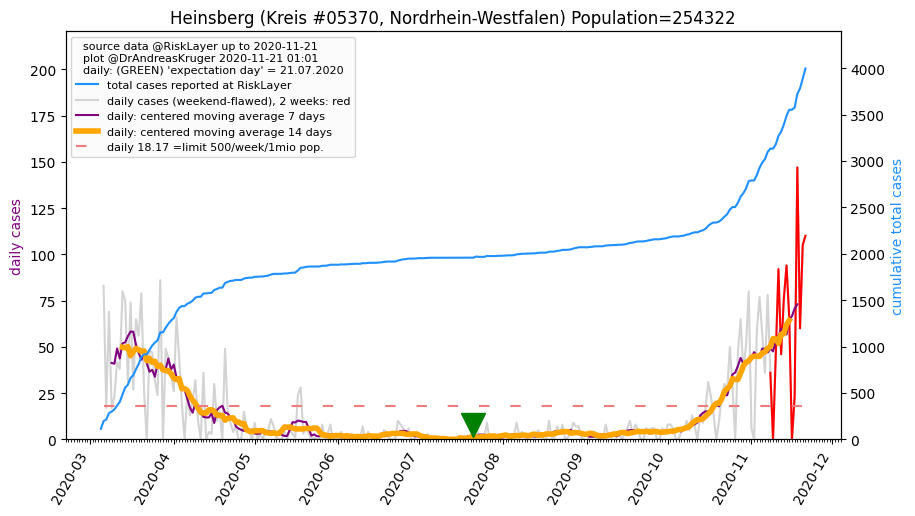 Heinsberg (Kreis #05370, Nordrhein-Westfalen) Population=254322
source data @RiskLayer up to 2020-11-21
plot @DrAndreasKruger 2020-11-21 01:01
daily: (GREEN) 'expectation day' = 21.07.2020
total cases reported at RiskLayer
daily cases (weekend-flawed), 2 weeks: red
daily: centered moving average 7 days
daily: centered moving average 14 days
daily 18.17 =limit 500/week/1mio pop.
daily cases
200
175
150
125
100
75
50
25
0
cumulative total cases
4000
3500
3000
2500
2000
1500
1000
500
0
2020-03
2020-04
2020-05
2020-06
2020-07
2020-08
2020-09
2020-10
2020-11
2020-12